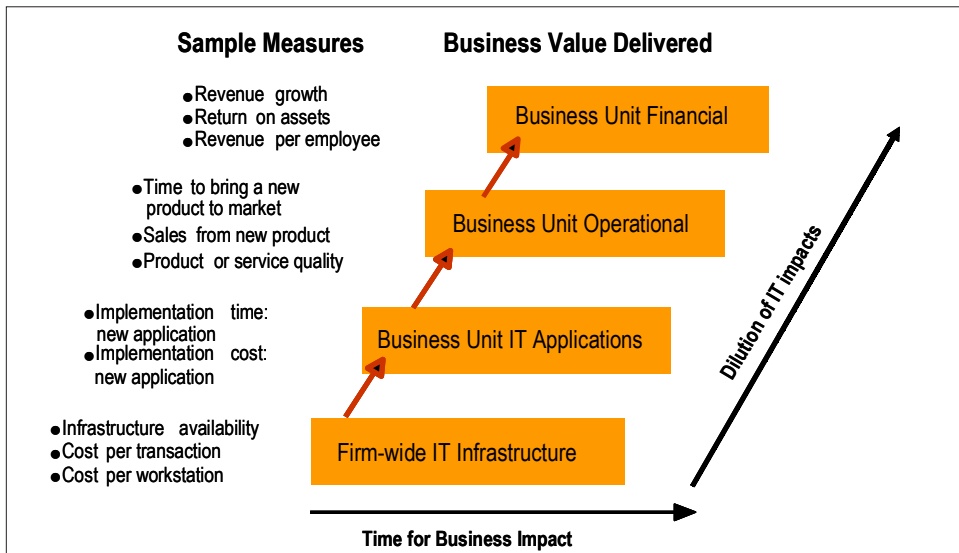 Sample Measures
Business Value Delivered
●Revenue growth
●Return on assets
●Revenue per employee
Business Unit Financial
●Time to bring a new
product to market
●Sales from new product
●Product or service quality
Business Unit Operational
●Implementation time:
new application
●Implementation cost:
new application
Business Unit IT Applications
●Infrastructure availability
●Cost per transaction
●Cost per workstation
Firm-wide IT Infrastructure
Time for Business Impact
Dilution of IT impacts